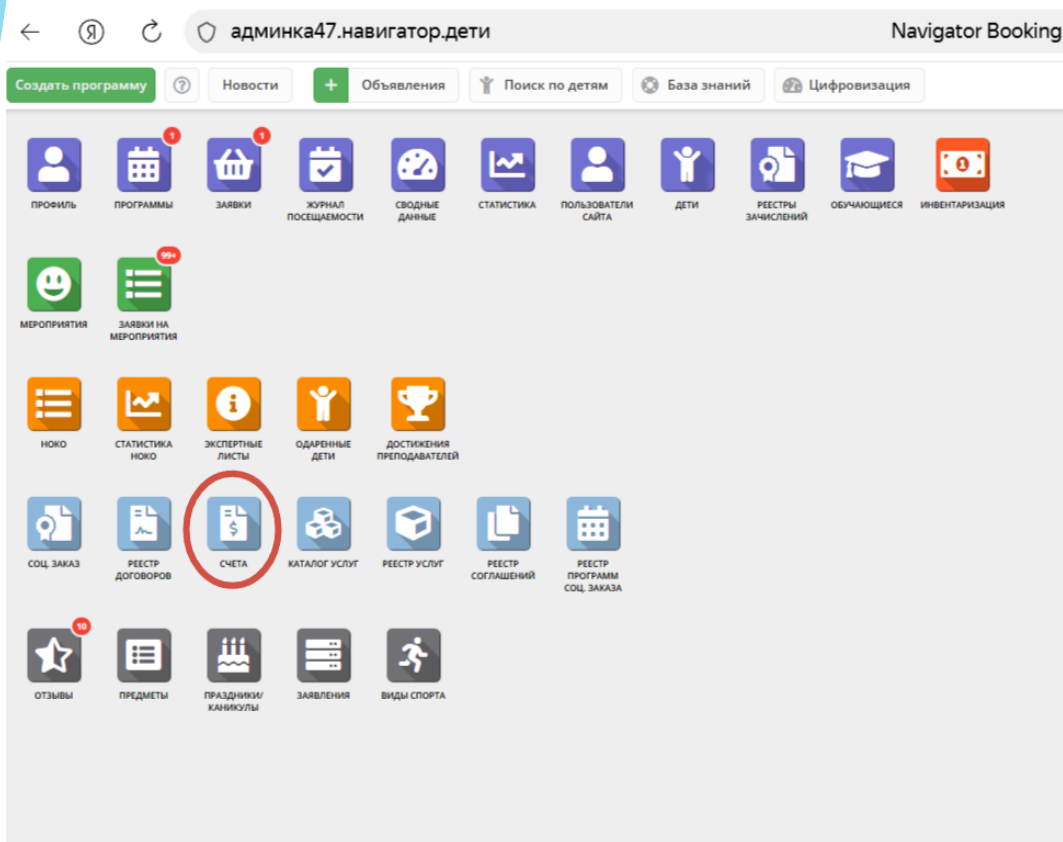 админка47.навигатор.дети
Navigator Booking
Создать программу
?
Новости
+ Объявления
Поиск по детям
База знаний
Цифровизация
1
1
ПРОФИЛЬ
ПРОГРАММЫ
ЗАЯВКИ
ЖУРНАЛ
ПОСЕЩАЕМОСТИ
СВОДНЫЕ
ДАННЫЕ
СТАТИСТИКА
ПОЛЬЗОВАТЕЛИ
САЙТА
ДЕТИ
РЕЕСТРЫ
ЗАЧИСЛЕНИЙ
ОБУЧАЮЩИЕСЯ
ИНВЕНТАРИЗАЦИЯ
99+
МЕРОПРИЯТИЯ
ЗАЯВКИ НА
МЕРОПРИЯТИЯ
НОКО
СТАТИСТИКА
НОКО
ЭКСПЕРТНЫЕ
ЛИСТЫ
ОДАРЕННЫЕ
ДЕТИ
ДОСТИЖЕНИЯ
ПРЕПОДАВАТЕЛЕЙ
СОЦ. ЗАКАЗ
РЕЕСТР
ДОГОВОРОВ
СЧЕТА
КАТАЛОГ УСЛУГ
РЕЕСТР УСЛУГ
РЕЕСТР
СОГЛАШЕНИЙ
РЕЕСТР
ПРОГРАММ
СОЦ. ЗАКАЗА
10
ОТЗЫВЫ
ПРЕДМЕТЫ
ПРАЗДНИКИ/
КАНИКУЛЫ
ЗАЯВЛЕНИЯ
ВИДЫ СПОРТА